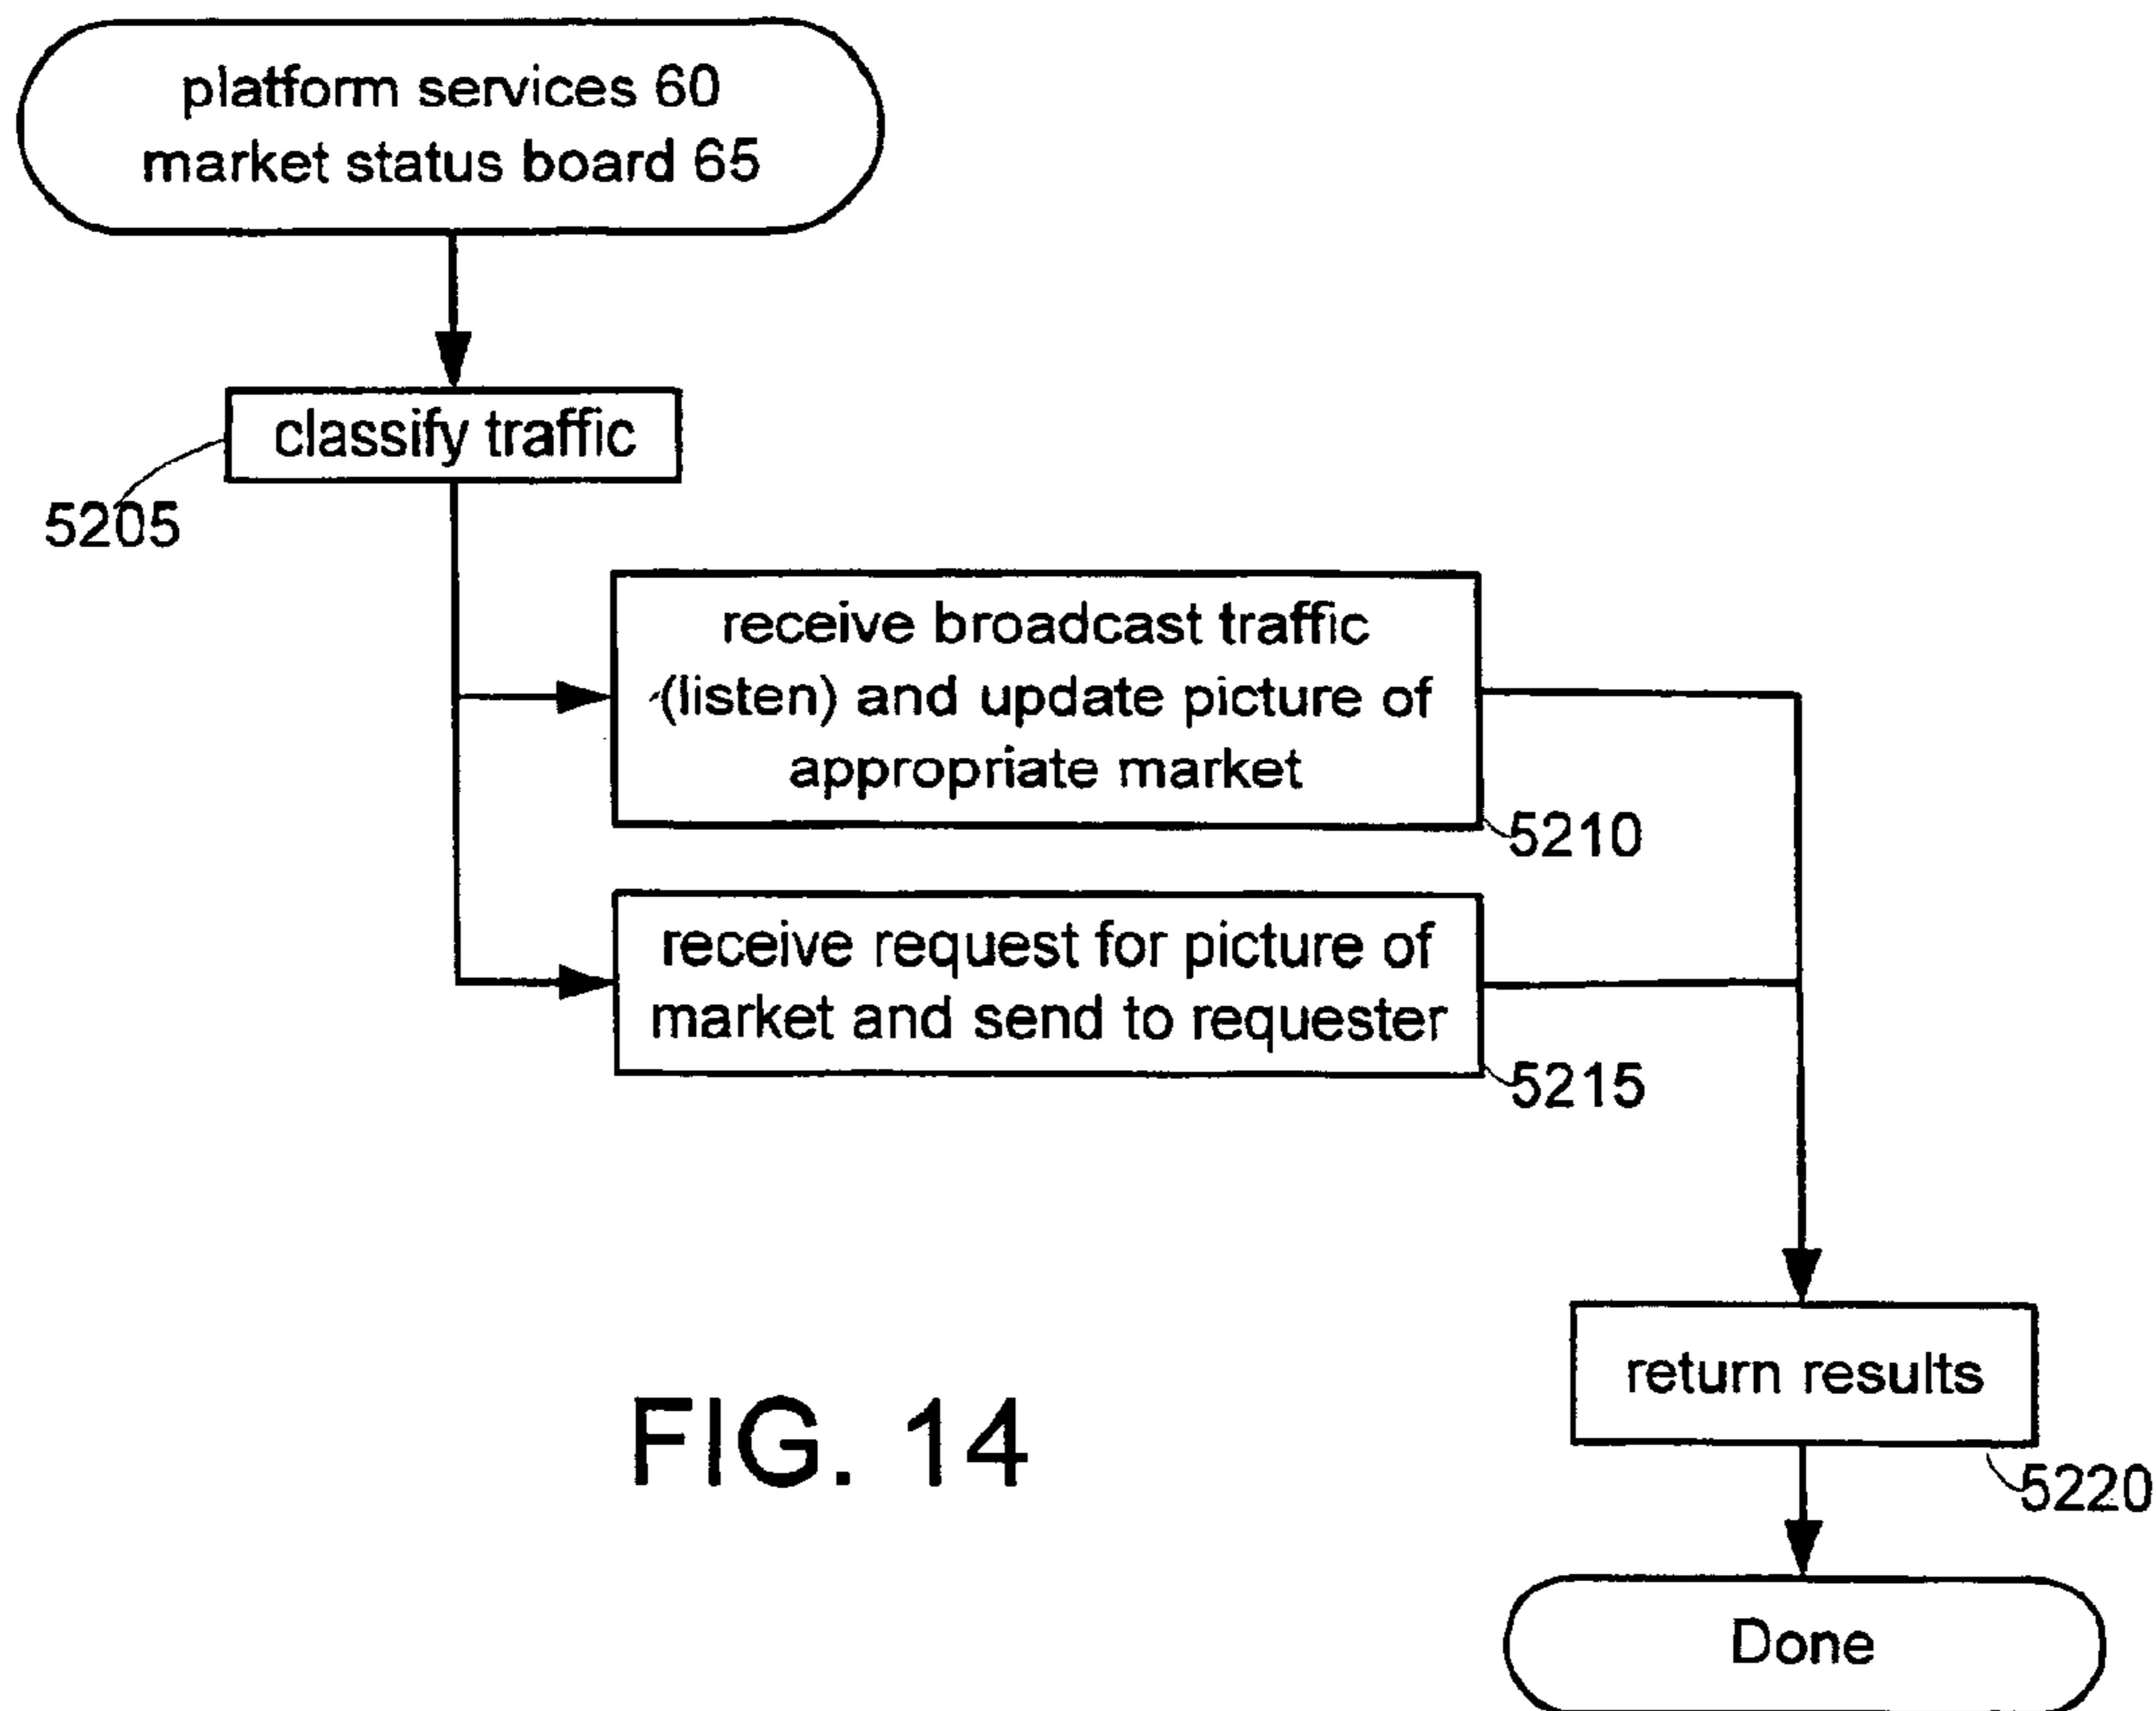 platform services 60
market status board 65
classify traffic
5205
receive broadcast traffic
(listen) and update picture of
appropriate market
5210
receive request for picture of
market and send to requester
5215
return results
5220
Done
FIG. 14